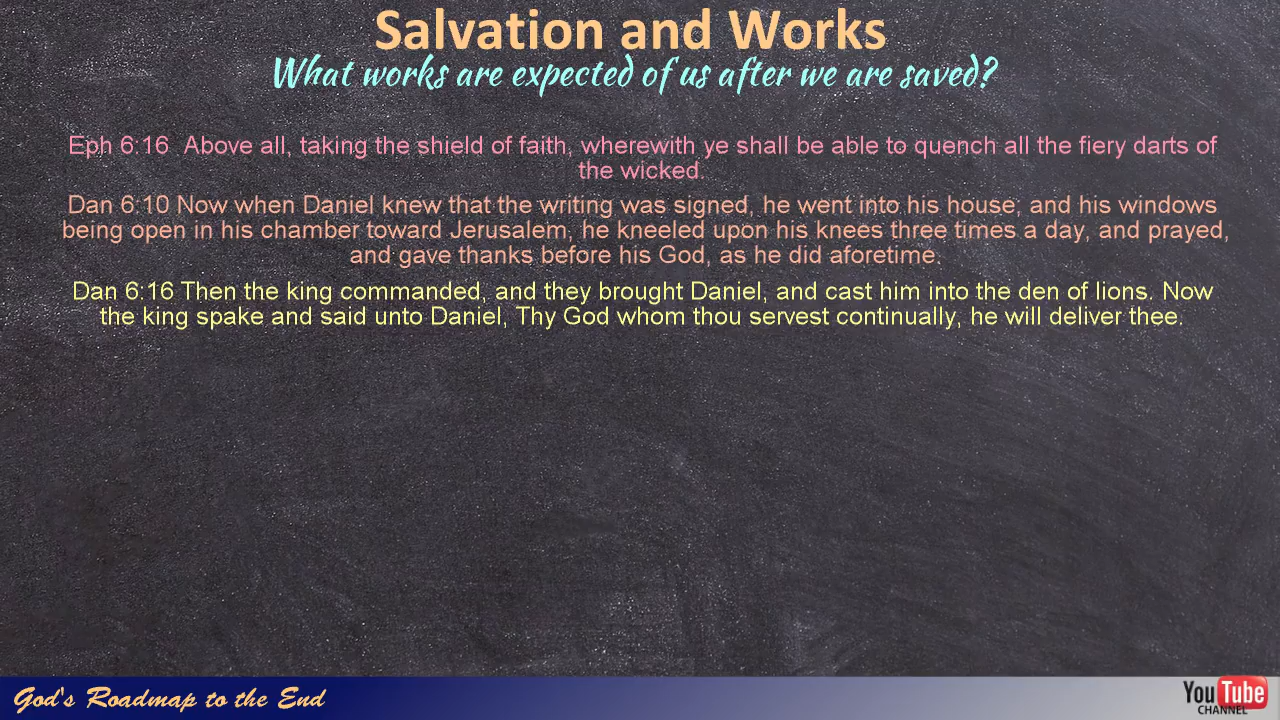 Salvation and Works
What works are expected of us after we are saved?
Eph 6:16  Above all, taking the shield of faith, wherewith ye shall be able to quench all the fiery darts of
the wicked.
Dan 6:10 Now when Daniel knew that the writing was signed, he went into his house; and his windows
being open in his chamber toward Jerusalem, he kneeled upon his knees three times a day, and prayed,
and gave thanks before his God, as he did aforetime.
Dan 6:16 Then the king commanded, and they brought Daniel, and cast him into the den of lions. Now
the king spake and said unto Daniel, Thy God whom thou servest continually, he will deliver thee.
God's Roadmap to the End
YouTube
CHANNEL